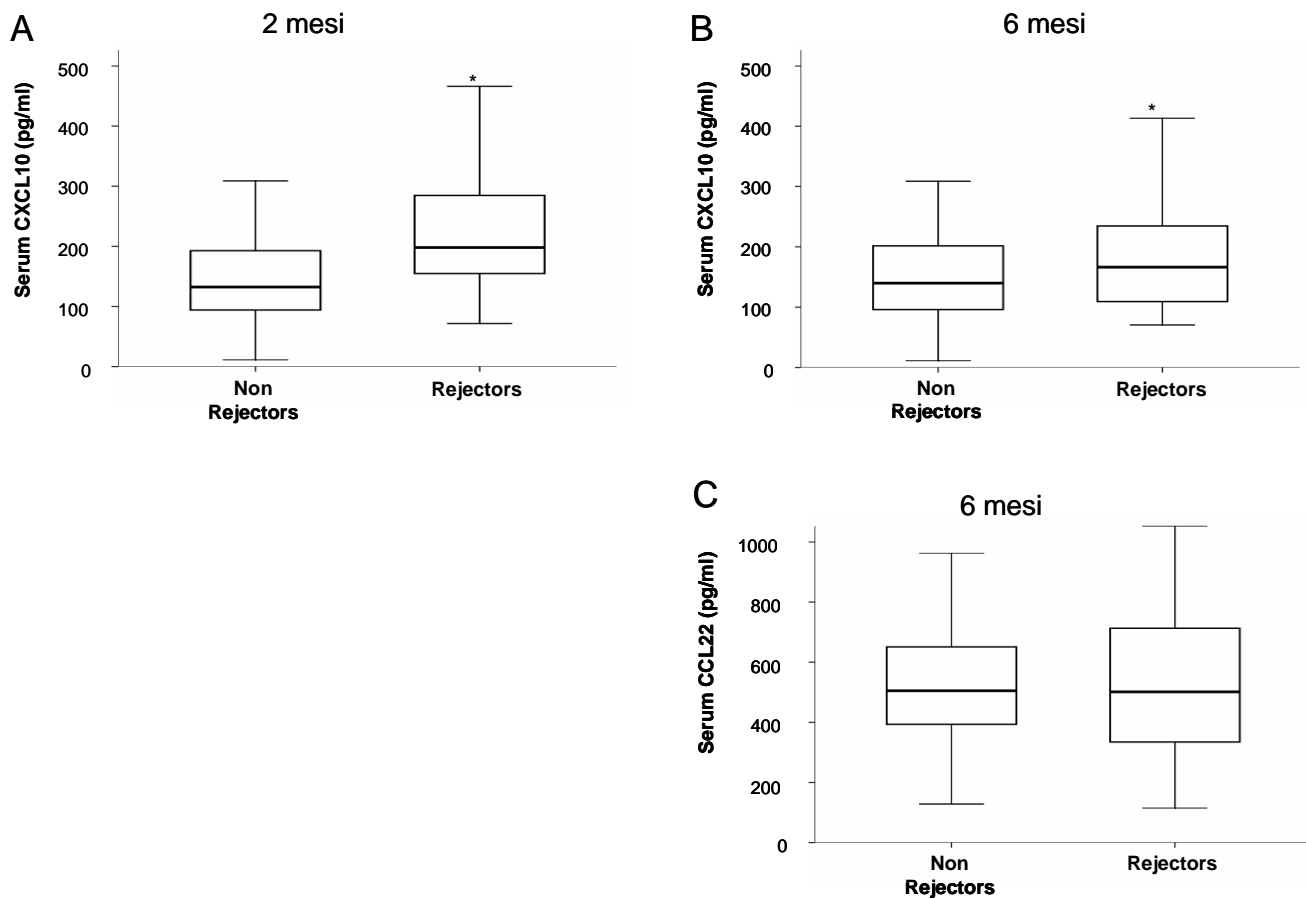 A
2 mesi
Serum CXCL10 (pg/ml)
500
400
300
200
100
0
*
Non
Rejectors
Rejectors
B
6 mesi
Serum CXCL10 (pg/ml)
500
400
300
200
100
0
*
Non
Rejectors
Rejectors
C
6 mesi
Serum CCL22 (pg/ml)
1000
800
600
400
200
0
Non
Rejectors
Rejectors